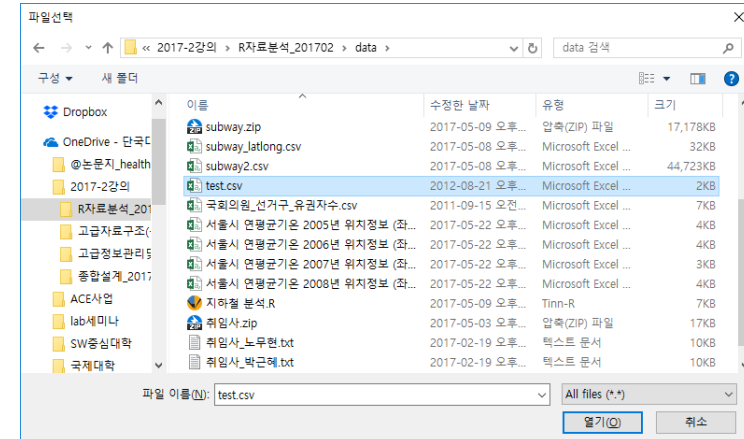 파일선택
« 2017-2강의 › R자료분석_201702 › data ›
data 검색
구성 새 폴더
이름 수정한 날짜 유형 크기
Dropbox
OneDrive - 단국대
@논문지_health
2017-2강의
R자료분석_201
고급자료구조(
고급정보관리및
종합설계_2017
ACE사업
lab세미나
SW중심대학
국제대학
subway.zip 2017-05-09 오후... 압축(ZIP) 파일 17,178KB
subway_latlong.csv 2017-05-08 오후... Microsoft Excel ... 32KB
subway2.csv 2017-05-08 오후... Microsoft Excel ... 44,723KB
test.csv 2012-08-21 오후... Microsoft Excel ... 2KB
국회의원_선거구_유권자수.csv 2011-09-15 오전... Microsoft Excel ... 7KB
서울시 연평균기온 2005년 위치정보 (좌... 2017-05-22 오후... Microsoft Excel ... 4KB
서울시 연평균기온 2006년 위치정보 (좌... 2017-05-22 오후... Microsoft Excel ... 4KB
서울시 연평균기온 2007년 위치정보 (좌... 2017-05-22 오후... Microsoft Excel ... 3KB
서울시 연평균기온 2008년 위치정보 (좌... 2017-05-22 오후... Microsoft Excel ... 4KB
지하철 분석.R 2017-05-09 오후... Tinn-R 7KB
취임사.zip 2017-05-03 오후... 압축(ZIP) 파일 17KB
취임사_노무현.txt 2017-02-19 오후... 텍스트 문서 10KB
취임사_박근혜.txt 2017-02-19 오후... 텍스트 문서 10KB
파일 이름(N): test.csv All files (*.*)
열기(O) 취소